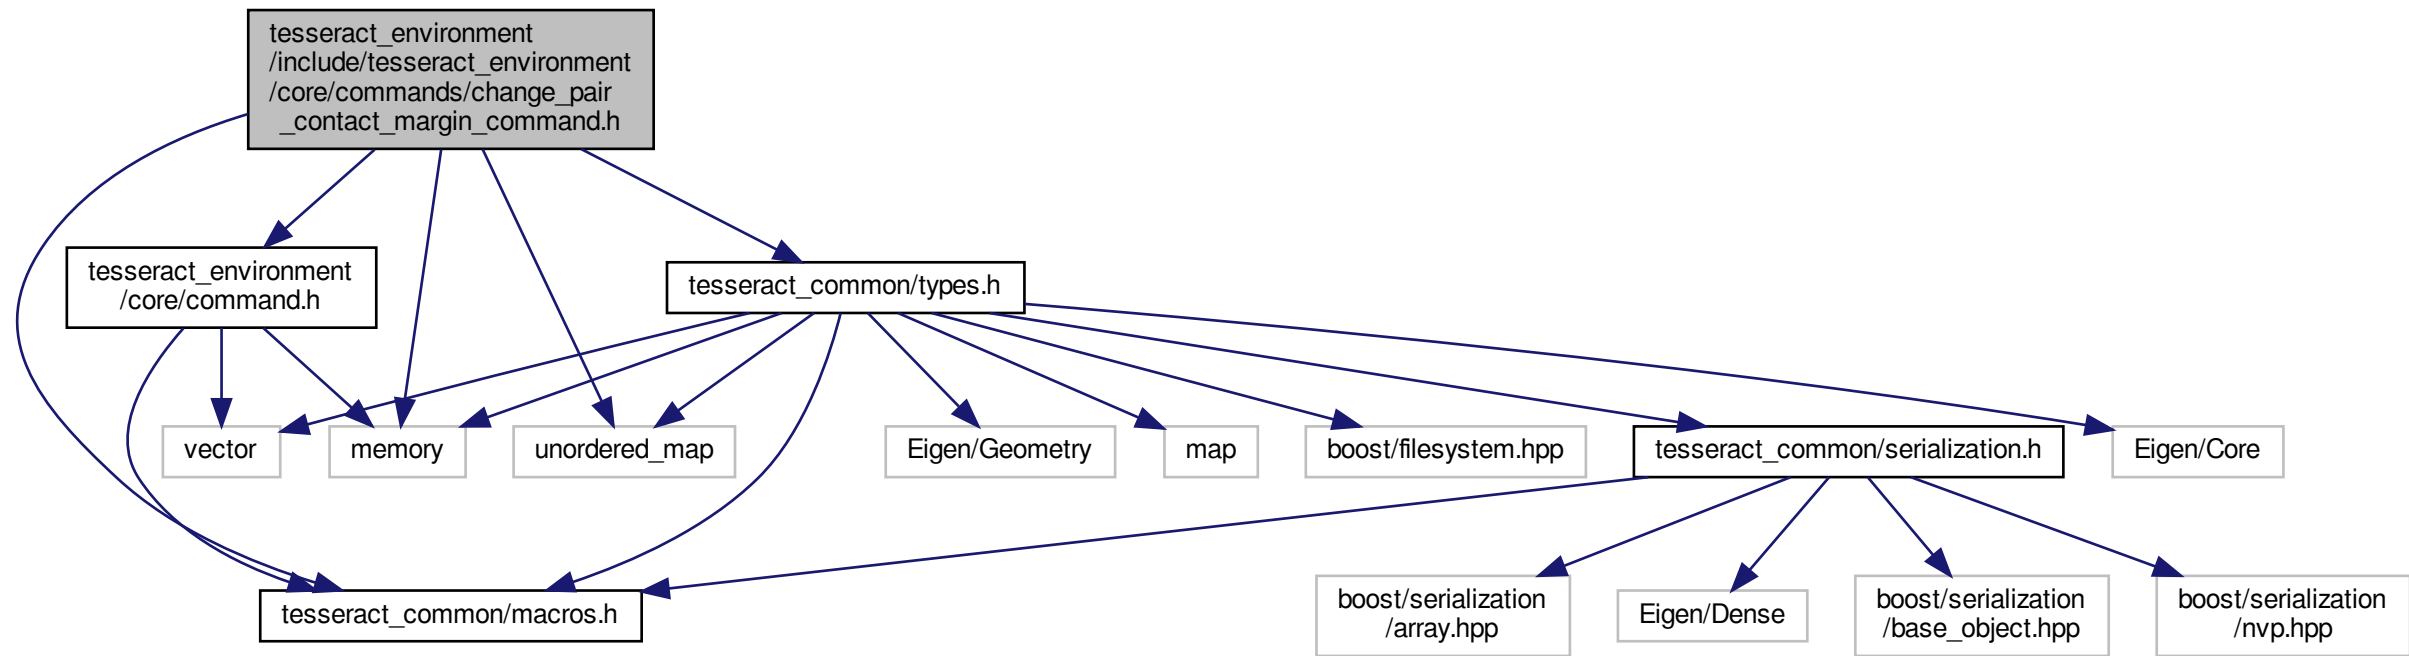 tesseract_environment
/include/tesseract_environment
/core/commands/change_pair
_contact_margin_command.h
tesseract_environment
/core/command.h
tesseract_common/types.h
vector
memory
unordered_map
Eigen/Geometry
map
boost/filesystem.hpp
tesseract_common/serialization.h
Eigen/Core
tesseract_common/macros.h
boost/serialization
/array.hpp
Eigen/Dense
boost/serialization
/base_object.hpp
boost/serialization
/nvp.hpp